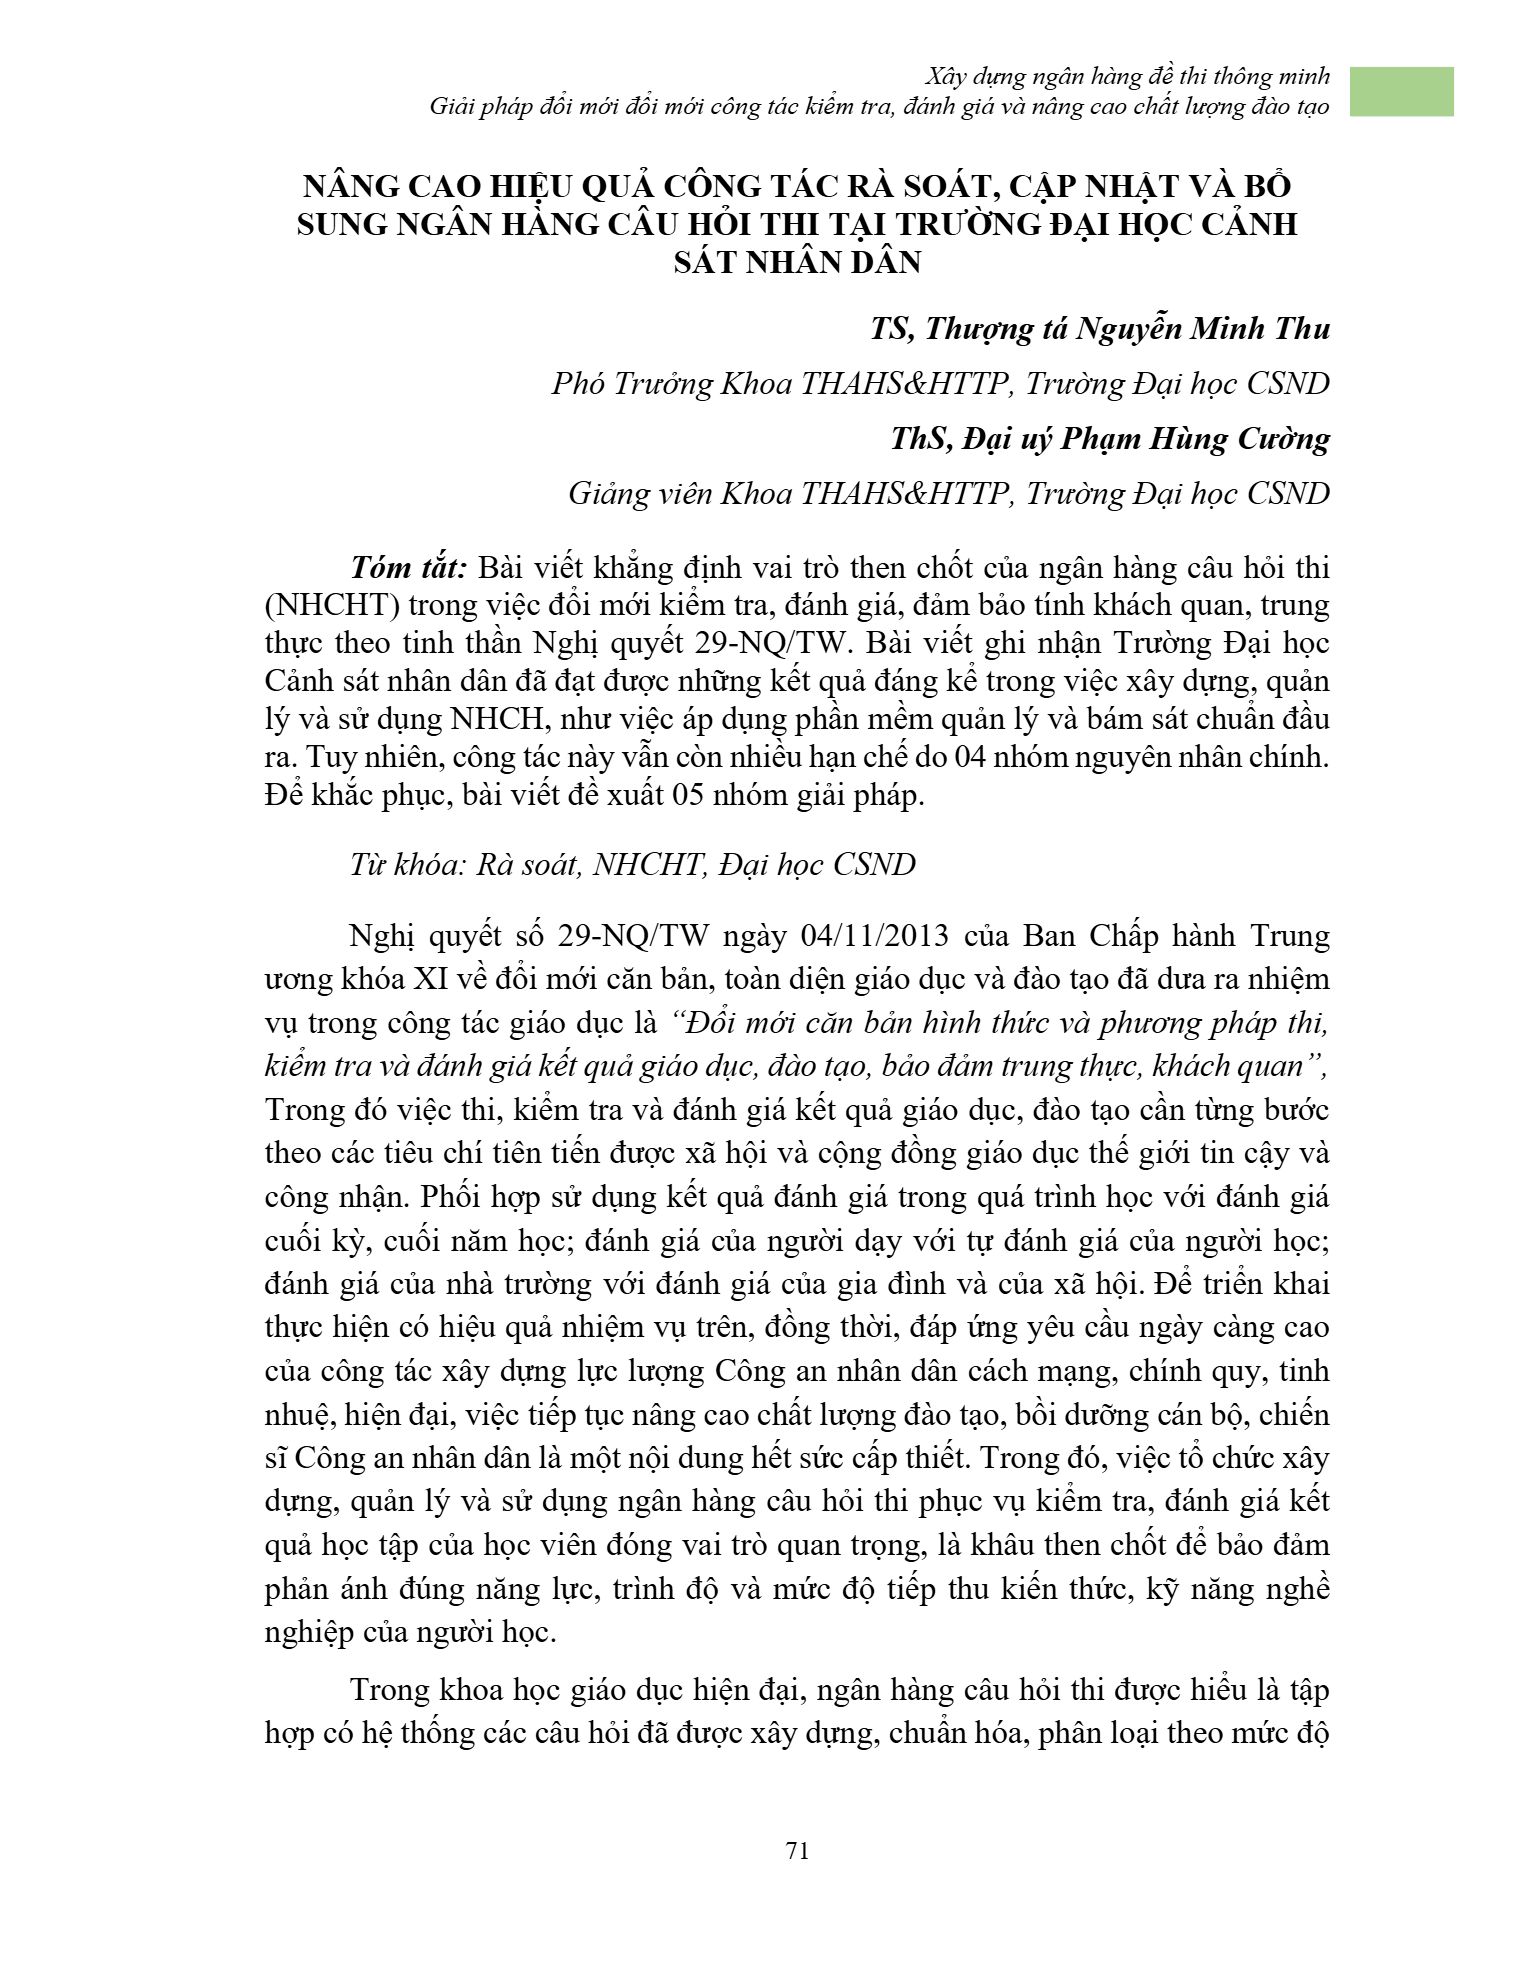 Xây dựng ngân hàng đề thi thông minh
Giải pháp đổi mới đổi mới công tác kiểm tra, đánh giá và nâng cao chất lượng đào tạo
NÂNG CAO HIỆU QUẢ CÔNG TÁC RÀ SOÁT, CẬP NHẬT VÀ BỔ
SUNG NGÂN HÀNG CÂU HỎI THI TẠI TRƯỜNG ĐẠI HỌC CẢNH
SÁT NHÂN DÂN
TS, Thượng tá Nguyễn Minh Thu
Phó Trưởng Khoa THAHS&HTTP, Trường Đại học CSND
ThS, Đại uý Phạm Hùng Cường
Giảng viên Khoa THAHS&HTTP, Trường Đại học CSND
Tóm tắt: Bài viết khẳng định vai trò then chốt của ngân hàng câu hỏi thi
(NHCHT) trong việc đổi mới kiểm tra, đánh giá, đảm bảo tính khách quan, trung
thực theo tinh thần Nghị quyết 29-NQ/TW. Bài viết ghi nhận Trường Đại học
Cảnh sát nhân dân đã đạt được những kết quả đáng kể trong việc xây dựng, quản
lý và sử dụng NHCH, như việc áp dụng phần mềm quản lý và bám sát chuẩn đầu
ra. Tuy nhiên, công tác này vẫn còn nhiều hạn chế do 04 nhóm nguyên nhân chính.
Để khắc phục, bài viết đề xuất 05 nhóm giải pháp.
Từ khóa: Rà soát, NHCHT, Đại học CSND
Nghị quyết số 29-NQ/TW ngày 04/11/2013 của Ban Chấp hành Trung
ương khóa XI về đổi mới căn bản, toàn diện giáo dục và đào tạo đã dưa ra nhiệm
vụ trong công tác giáo dục là “Đổi mới căn bản hình thức và phương pháp thi,
kiểm tra và đánh giá kết quả giáo dục, đào tạo, bảo đảm trung thực, khách quan”,
Trong đó việc thi, kiểm tra và đánh giá kết quả giáo dục, đào tạo cần từng bước
theo các tiêu chí tiên tiến được xã hội và cộng đồng giáo dục thế giới tin cậy và
công nhận. Phối hợp sử dụng kết quả đánh giá trong quá trình học với đánh giá
cuối kỳ, cuối năm học; đánh giá của người dạy với tự đánh giá của người học;
đánh giá của nhà trường với đánh giá của gia đình và của xã hội. Để triển khai
thực hiện có hiệu quả nhiệm vụ trên, đồng thời, đáp ứng yêu cầu ngày càng cao
của công tác xây dựng lực lượng Công an nhân dân cách mạng, chính quy, tinh
nhuệ, hiện đại, việc tiếp tục nâng cao chất lượng đào tạo, bồi dưỡng cán bộ, chiến
sĩ Công an nhân dân là một nội dung hết sức cấp thiết. Trong đó, việc tổ chức xây
dựng, quản lý và sử dụng ngân hàng câu hỏi thi phục vụ kiểm tra, đánh giá kết
quả học tập của học viên đóng vai trò quan trọng, là khâu then chốt để bảo đảm
phản ánh đúng năng lực, trình độ và mức độ tiếp thu kiến thức, kỹ năng nghề
nghiệp của người học.
Trong khoa học giáo dục hiện đại, ngân hàng câu hỏi thi được hiểu là tập
hợp có hệ thống các câu hỏi đã được xây dựng, chuẩn hóa, phân loại theo mức độ
71